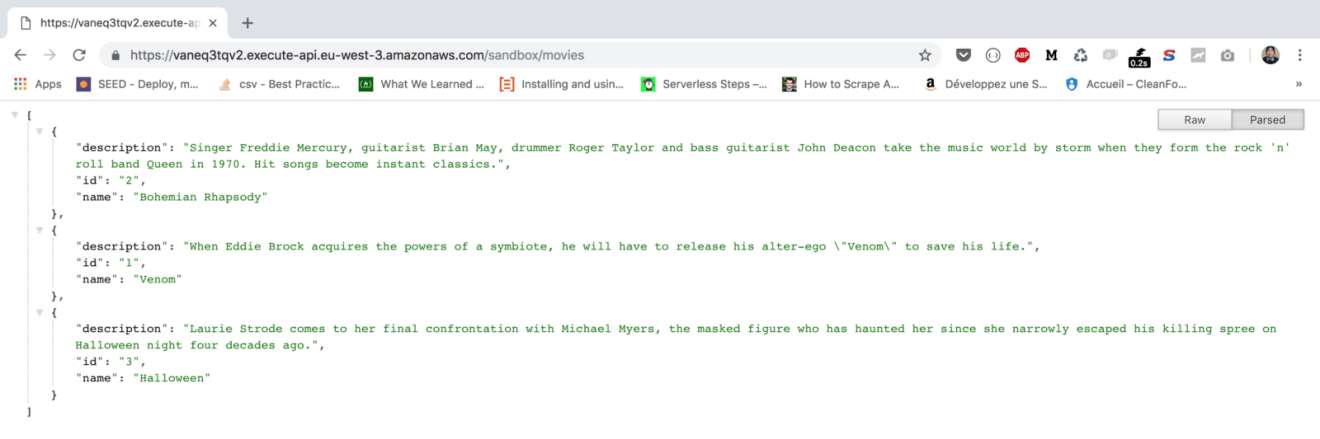 https://vaneq3tqv2.execute-ap
https://vaneq3tqv2.execute-api.eu-west-3.amazonaws.com/sandbox/movies
ABP M 0.2s S
Apps SEED - Deploy, m... csv - Best Practic... What We Learned ... Installing and usin... Serverless Steps –... How to Scrape A... Développez une S... Accueil – CleanFo... »
Raw Parsed
[
{
"description": "Singer Freddie Mercury, guitarist Brian May, drummer Roger Taylor and bass guitarist John Deacon take the music world by storm when they form the rock 'n'
roll band Queen in 1970. Hit songs become instant classics.",
"id": "2",
"name": "Bohemian Rhapsody"
},
{
"description": "When Eddie Brock acquires the powers of a symbiote, he will have to release his alter-ego \"Venom\" to save his life.",
"id": "1",
"name": "Venom"
},
{
"description": "Laurie Strode comes to her final confrontation with Michael Myers, the masked figure who has haunted her since she narrowly escaped his killing spree on
Halloween night four decades ago.",
"id": "3",
"name": "Halloween"
}
]